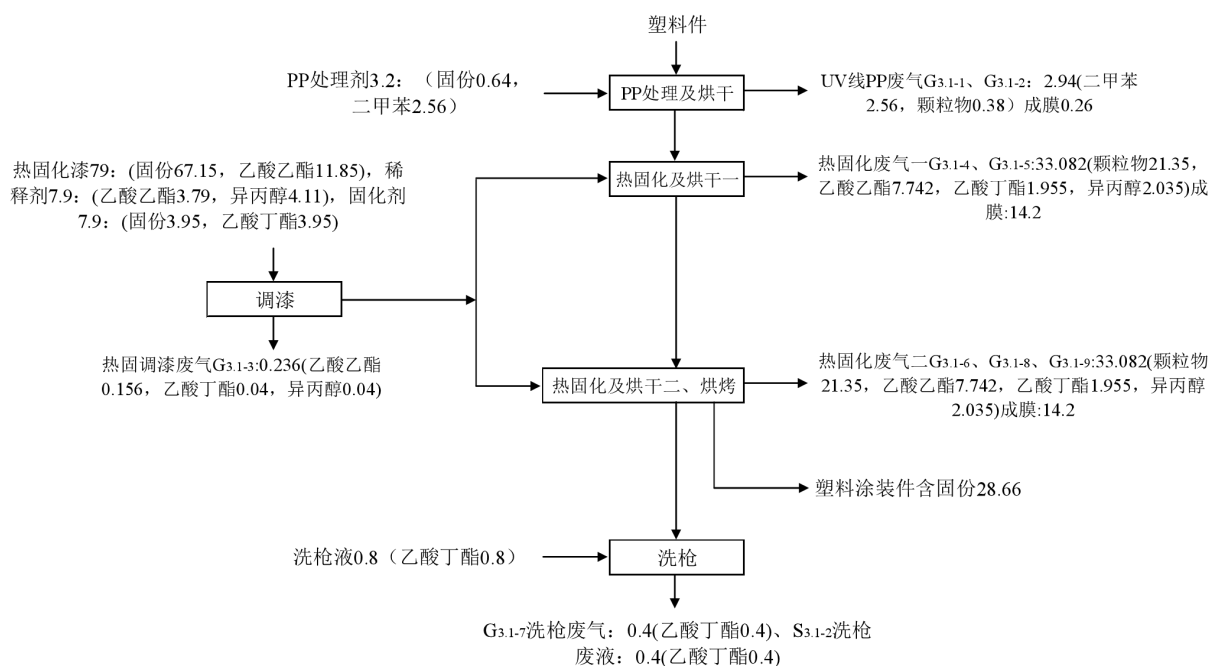 塑料件
PP处理剂3.2：（固份0.64，
二甲苯2.56）
PP处理及烘干
UV线PP废气G3.1-1、G3.1-2：2.94(二甲苯
2.56，颗粒物0.38）成膜0.26
热固化漆79：(固份67.15，乙酸乙酯11.85)，稀
释剂7.9：(乙酸乙酯3.79，异丙醇4.11)，固化剂
7.9：(固份3.95，乙酸丁酯3.95)
热固化及烘干一
热固化废气一G3.1-4、G3.1-5:33.082(颗粒物21.35，
乙酸乙酯7.742，乙酸丁酯1.955，异丙醇2.035)成
膜:14.2
调漆
热固调漆废气G3.1-3:0.236(乙酸乙酯
0.156，乙酸丁酯0.04，异丙醇0.04)
热固化及烘干二、烘烤
热固化废气二G3.1-6、G3.1-8、G3.1-9:33.082(颗粒物
21.35，乙酸乙酯7.742，乙酸丁酯1.955，异丙醇
2.035)成膜:14.2
塑料涂装件含固份28.66
洗枪液0.8（乙酸丁酯0.8）
洗枪
G3.1-7洗枪废气：0.4(乙酸丁酯0.4)、S3.1-2洗枪
废液：0.4(乙酸丁酯0.4)